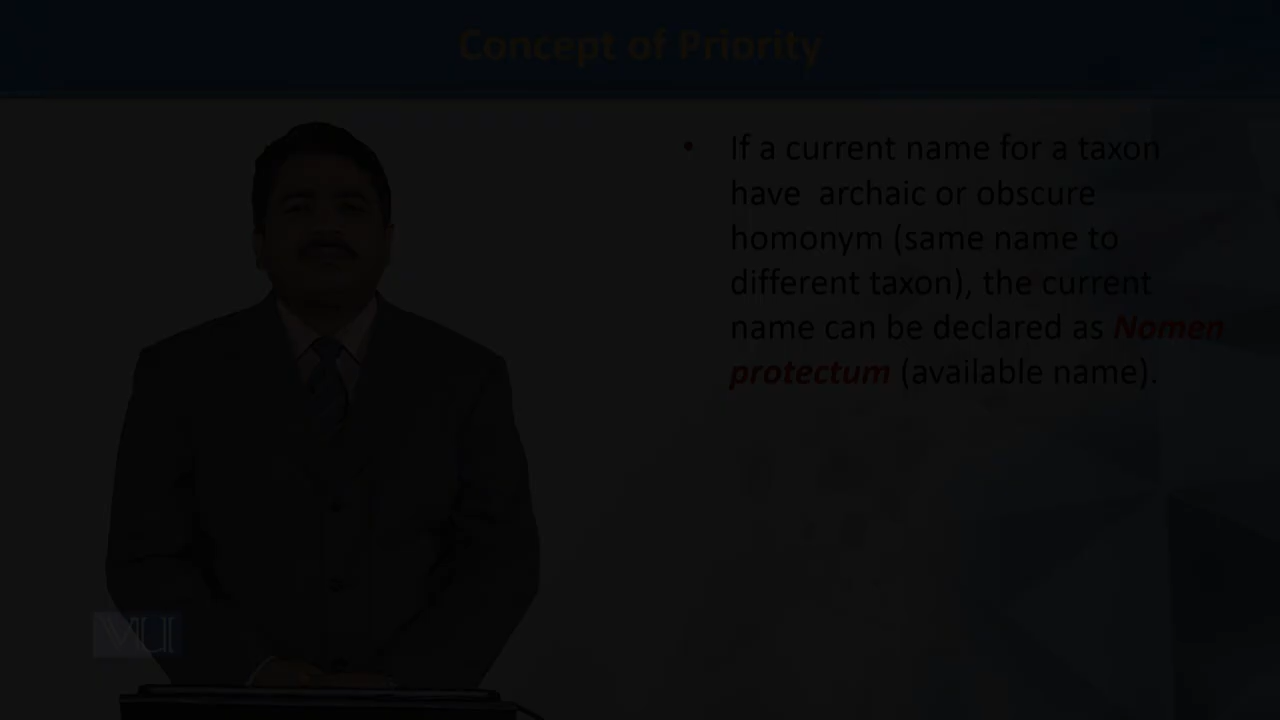 Concept of Priority
• If a current name for a taxon
have archaic or obscure
homonym (same name to
different taxon), the current
name can be declared as Nomen
protectum (available name).
VU